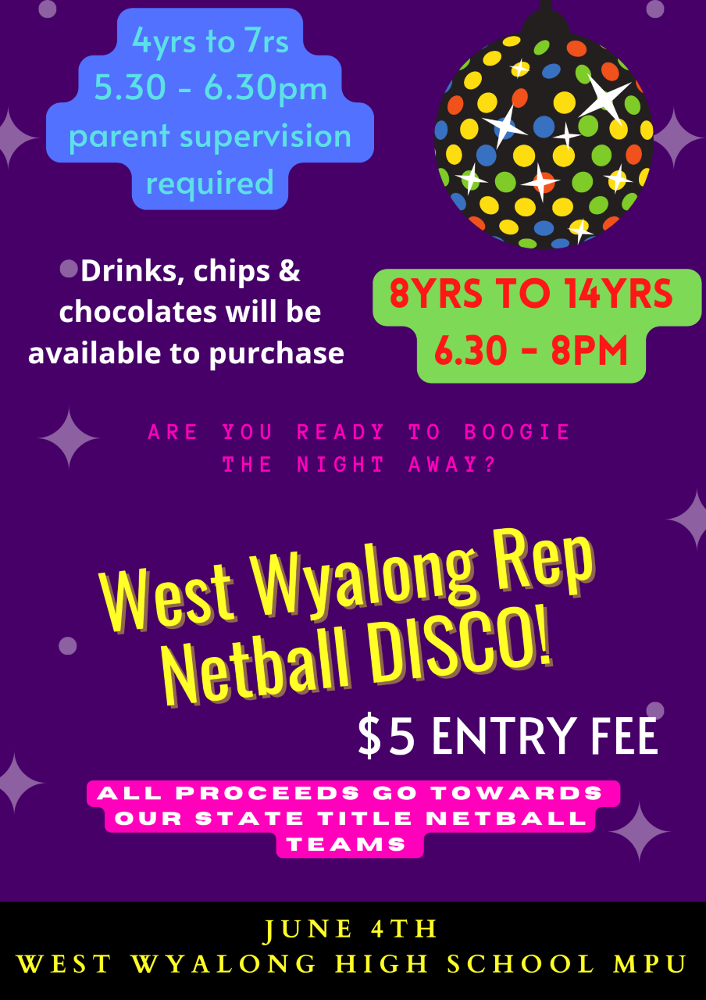 4yrs to 7rs
5.30 - 6.30pm
parent supervision
required
Drinks, chips &
chocolates will be
available to purchase
8YRS TO 14YRS
6.30 - 8PM
ARE YOU READY TO BOOGIE
THE NIGHT AWAY?
West Wyalong Rep
Netball DISCO!
$5 ENTRY FEE
ALL PROCEEDS GO TOWARDS
OUR STATE TITLE NETBALL
TEAMS
JUNE 4TH
WEST WYALONG HIGH SCHOOL MPU